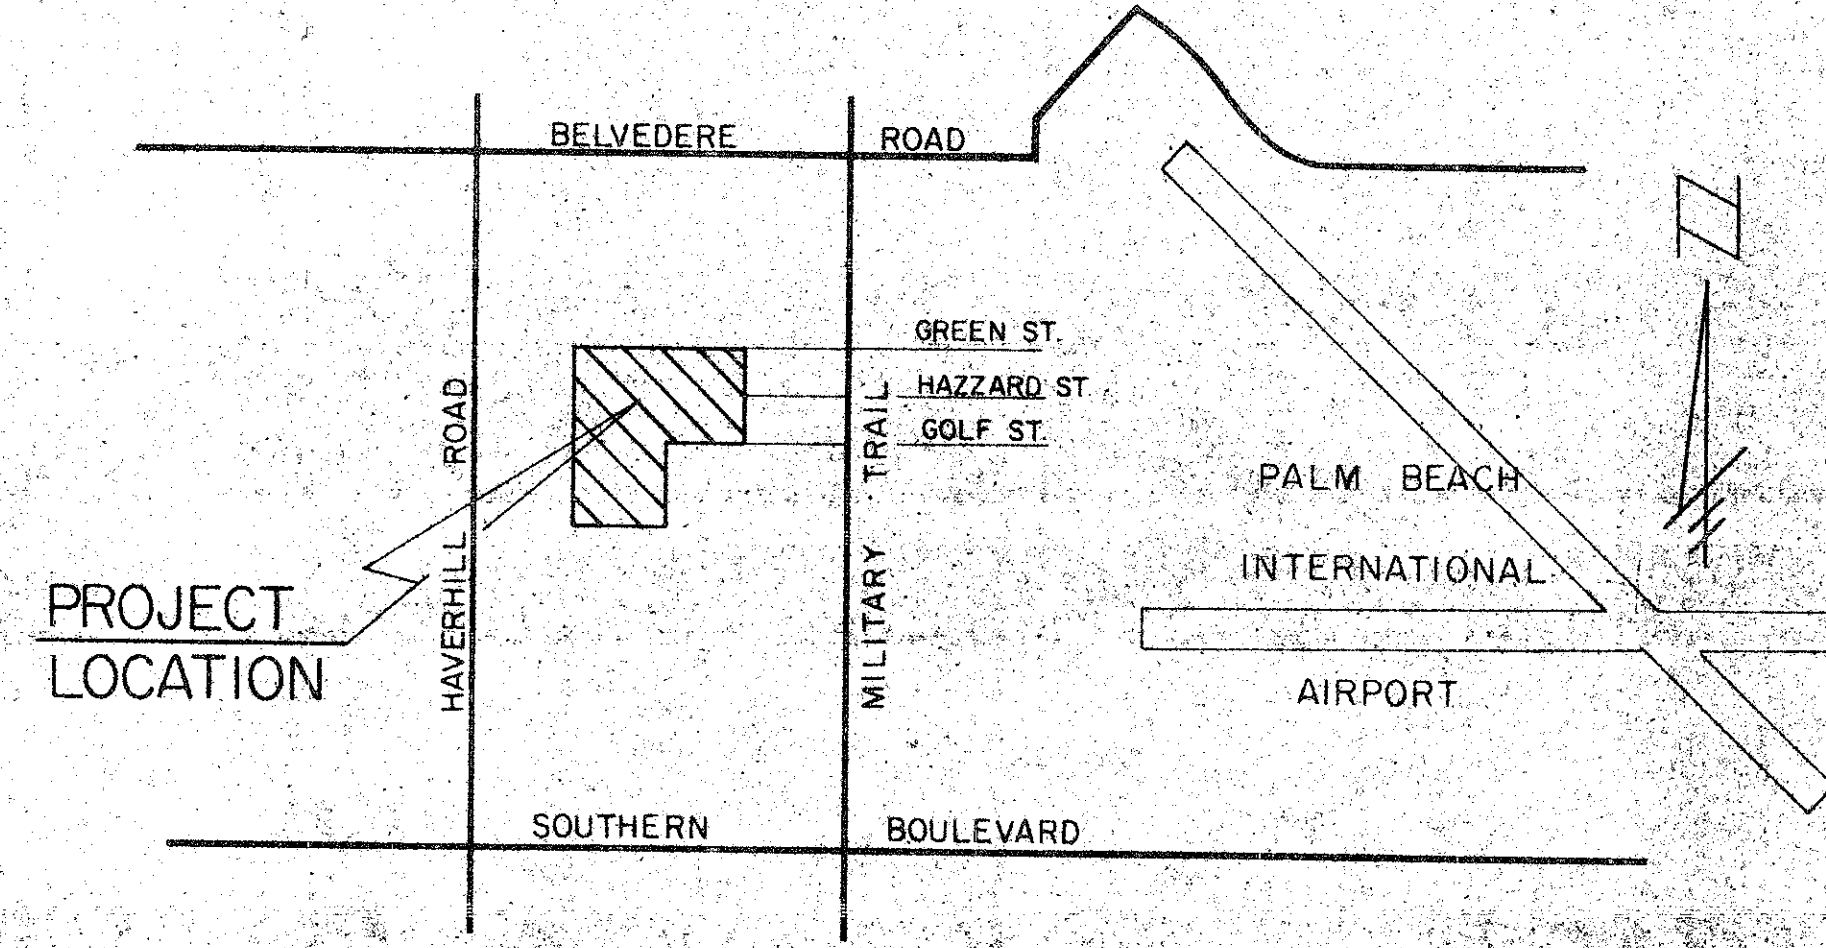 BELVEDERE ROAD
N
GREEN ST.
HAZZARD ST.
GOLF ST.
HAVERHILL ROAD
MILITARY TRAIL
PALM BEACH
INTERNATIONAL
AIRPORT
PROJECT
LOCATION
SOUTHERN BOULEVARD